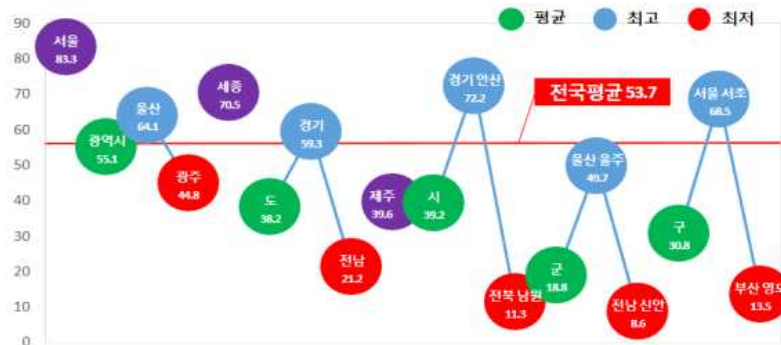 평균 최고 최저
90
80
70
60
50
40
30
20
10
0
서울
83.3
광역시
55.1
울산
64.1
광주
44.8
세종
70.5
도
38.2
경기
59.3
전남
21.2
제주
39.6
시
39.2
경기 안산
72.2
전북 남원
11.3
군
18.8
울산 울주
49.7
전남 신안
8.6
구
30.8
서울 서초
68.5
부산 영도
13.5
전국평균 53.7